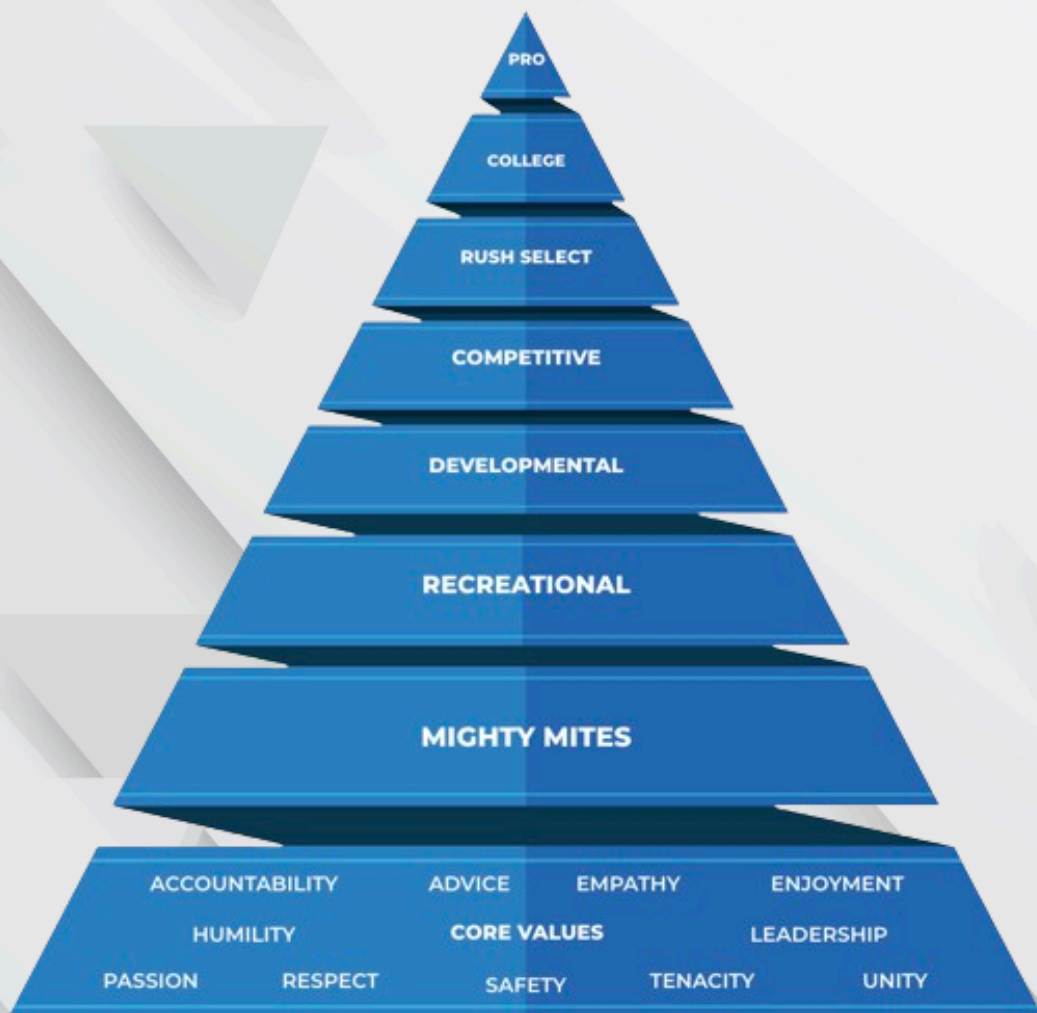 PRO
COLLEGE
RUSH SELECT
COMPETITIVE
DEVELOPMENTAL
RECREATIONAL
MIGHTY MITES
ACCOUNTABILITY ADVICE EMPATHY ENJOYMENT
HUMILITY CORE VALUES LEADERSHIP
PASSION RESPECT SAFETY TENACITY UNITY